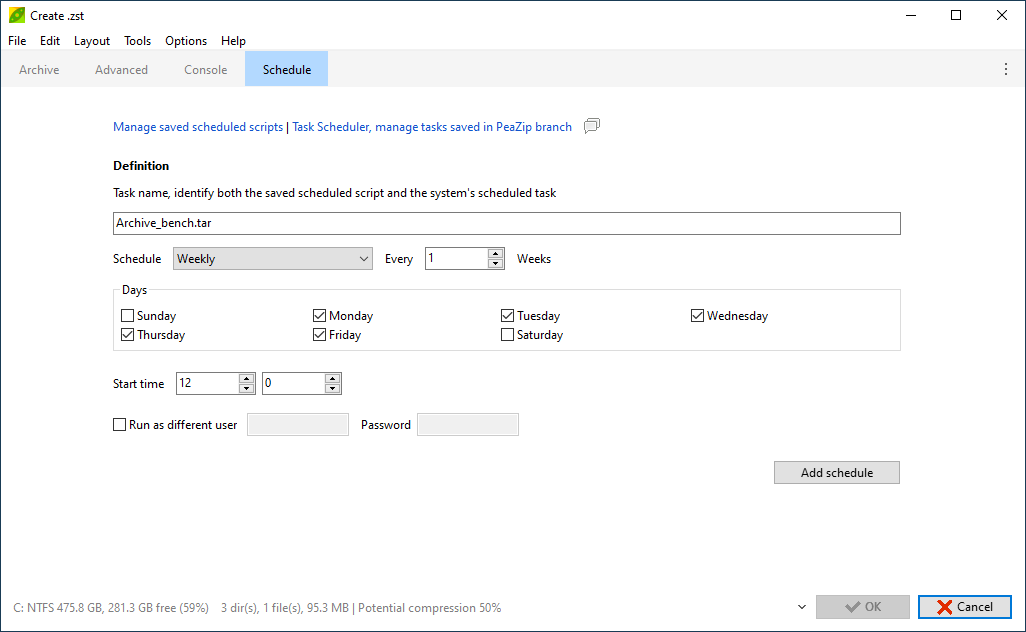 Create .zst
File Edit Layout Tools Options Help
Archive Advanced Console Schedule
Manage saved scheduled scripts | Task Scheduler, manage tasks saved in PeaZip branch
Definition
Task name, identify both the saved scheduled script and the system's scheduled task
Archive_bench.tar
Schedule Weekly Every 1 Weeks
Days
Sunday Monday Tuesday Wednesday
Thursday Friday Saturday
Start time 12 0
Run as different user Password
Add schedule
C: NTFS 475.8 GB, 281.3 GB free (59%) 3 dir(s), 1 file(s), 95.3 MB | Potential compression 50% OK Cancel